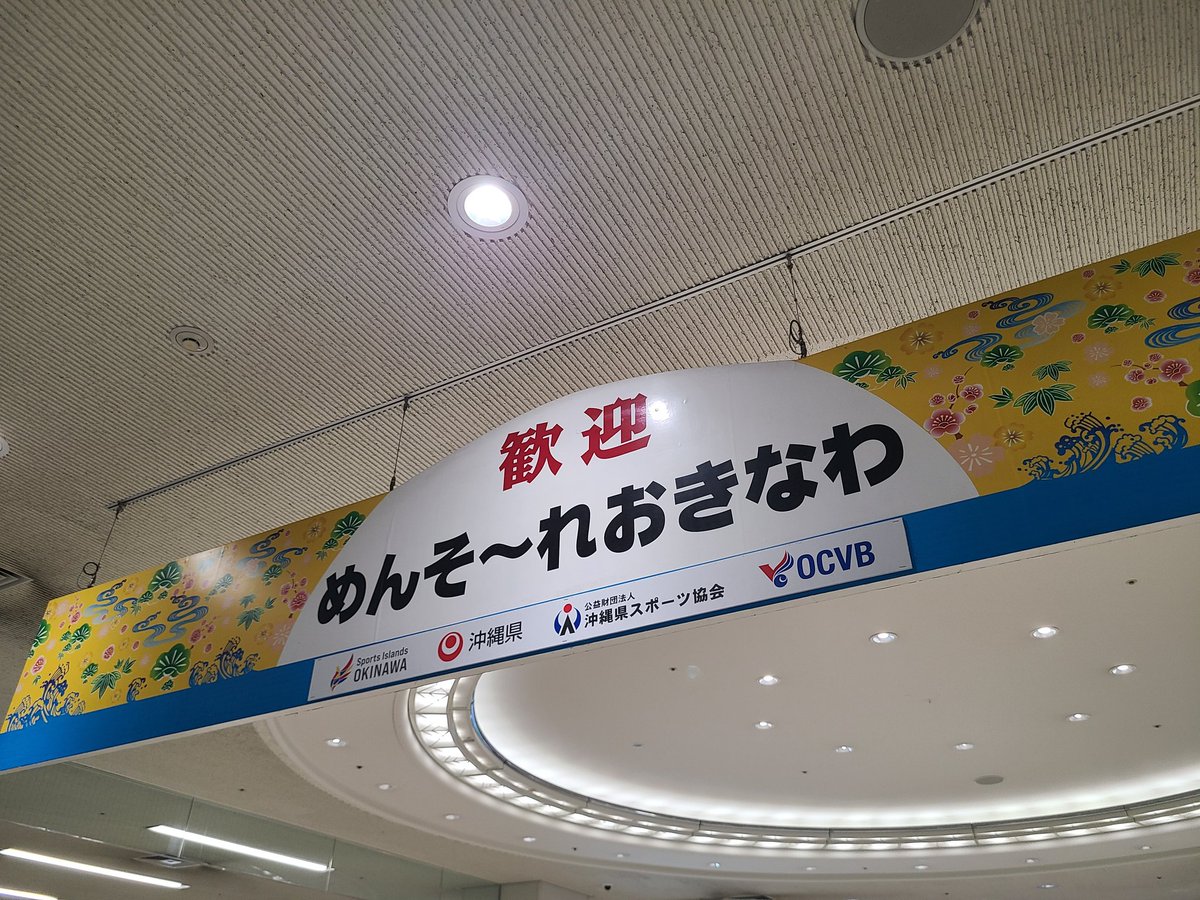 歓迎
めんそ〜れおきなわ
Sports Islands
OKINAWA
沖縄県
公益財団法人
沖縄県スポーツ協会
OCVB